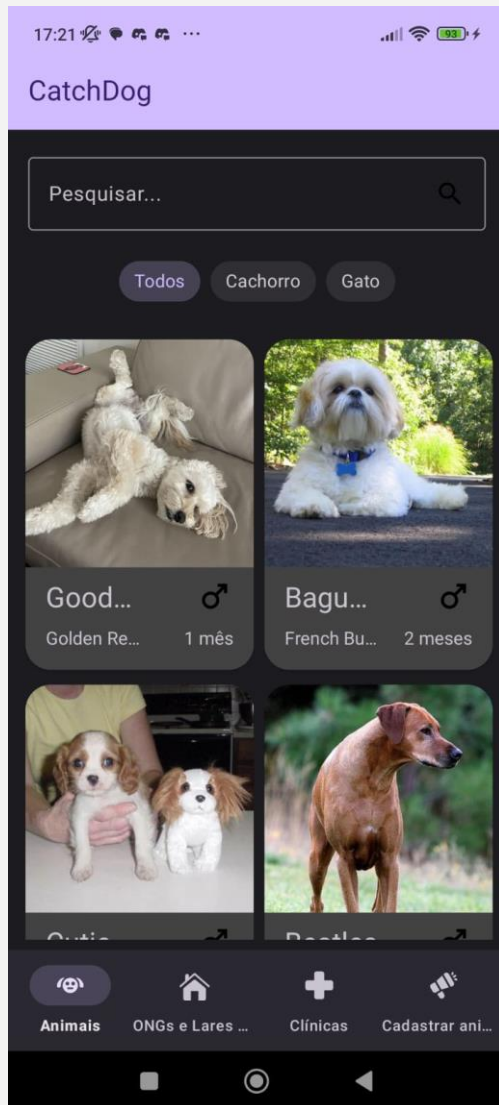 17:21 ... 93
CatchDog
Pesquisar...
Todos Cachorro Gato
Good... Bagu...
Golden Re... 1 mês French Bu... 2 meses
Animais ONGs e Lares ... Clínicas Cadastrar ani...